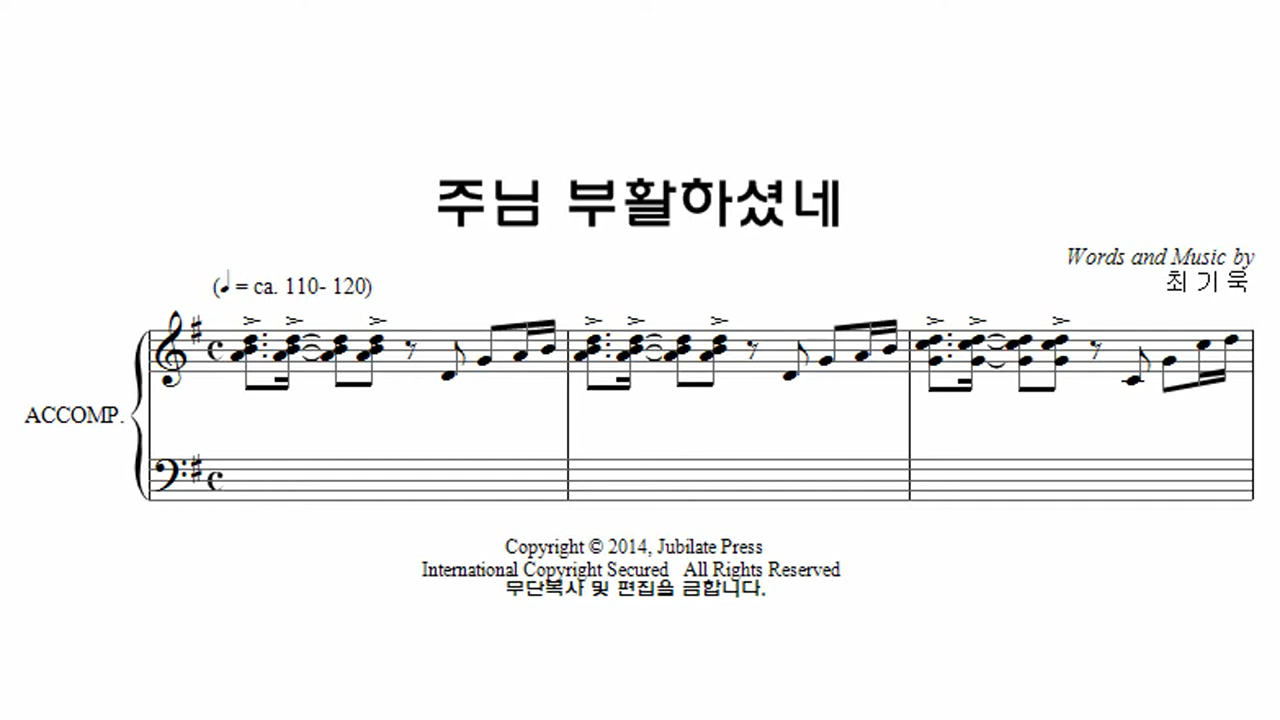 주님 부활하셨네
Words and Music by
최 기 욱
(♩ = ca. 110- 120)
ACCOMP.
Copyright © 2014, Jubilate Press
International Copyright Secured   All Rights Reserved
무단복사 및 편집을 금합니다.